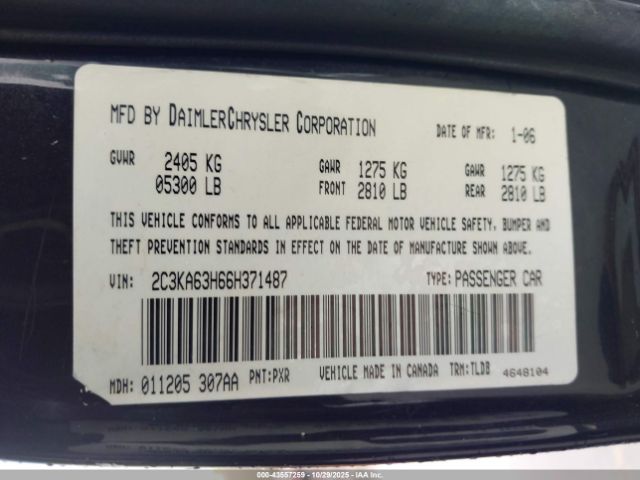 MFD BY DAIMLERCHRYSLER CORPORATION DATE OF MFR: 1-06
GVWR 2405 KG GAWR 1275 KG GAWR 1275 KG
05300 LB FRONT 2810 LB REAR 2810 LB
THIS VEHICLE CONFORMS TO ALL APPLICABLE FEDERAL MOTOR VEHICLE SAFETY, BUMPER AND
THEFT PREVENTION STANDARDS IN EFFECT ON THE DATE OF MANUFACTURE SHOWN ABOVE.
VIN: 2C3KA63H66H371487 TYPE: PASSENGER CAR
MDH: 011205 307AA PNT: PXR VEHICLE MADE IN CANADA TRM: TLDB 4648104
000-43657269 - 10/29/2025 - IAAI.com